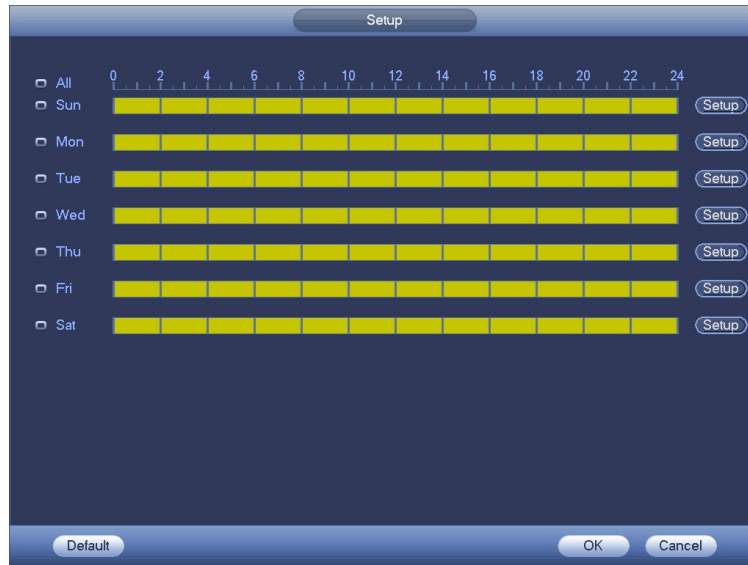 Setup
All 0 2 4 6 8 10 12 14 16 18 20 22 24
Sun Setup
Mon Setup
Tue Setup
Wed Setup
Thu Setup
Fri Setup
Sat Setup
Default OK Cancel